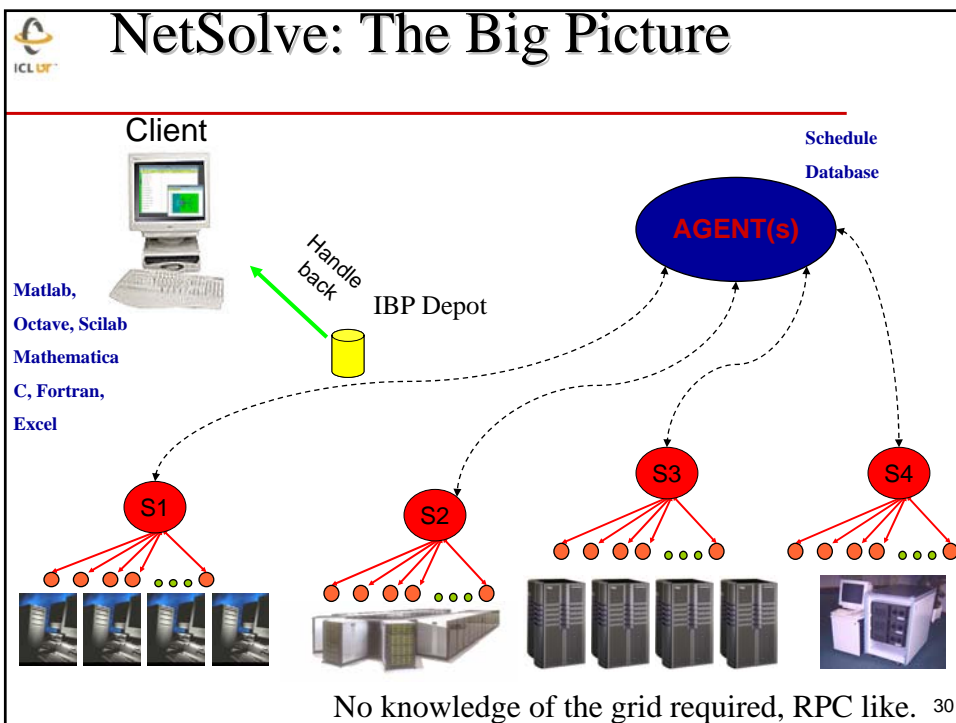 ICL UT
NetSolve: The Big Picture
Client
Schedule
Database
AGENT(s)
Handle
back
IBP Depot
Matlab,
Octave, Scilab
Mathematica
C, Fortran,
Excel
S1
S2
S3
S4
No knowledge of the grid required, RPC like.
30